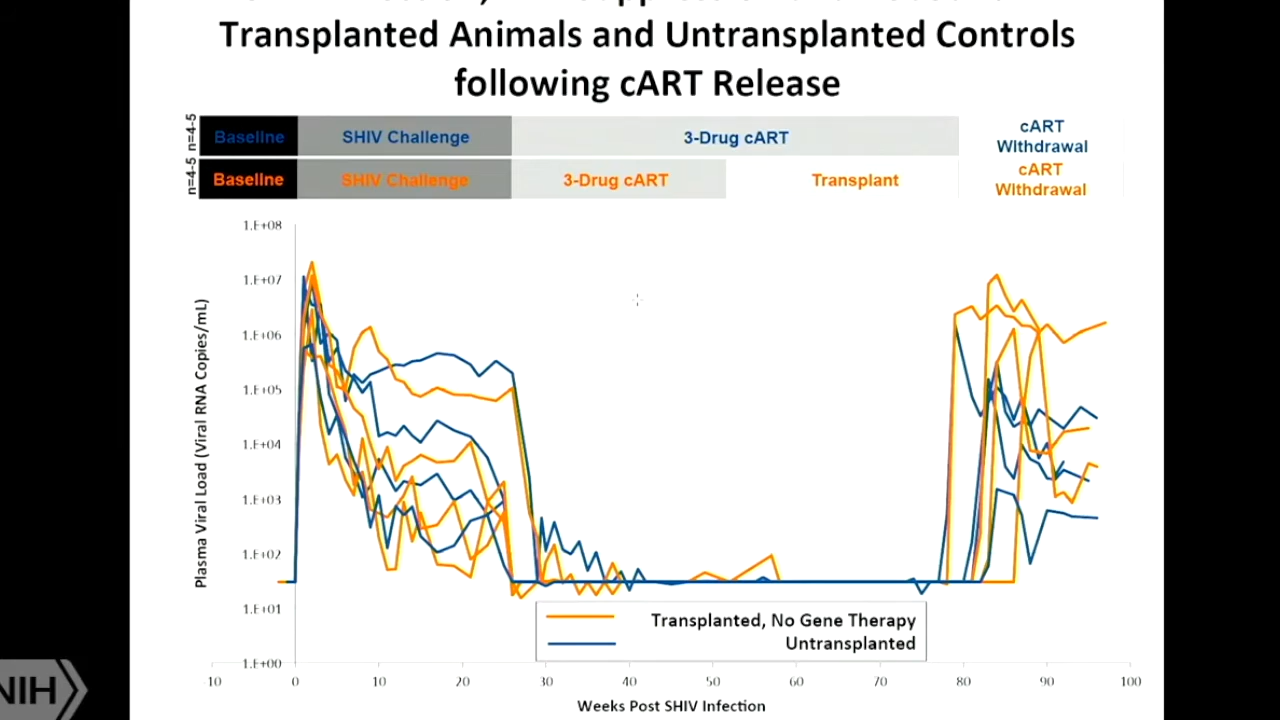 Transplanted Animals and Untransplanted Controls
following cART Release
n=4-5
Baseline
SHIV Challenge
3-Drug cART
cART
WIthdrawal
n=4-5
Baseline
SHIV Challenge
3-Drug cART
Transplant
cART
WIthdrawal
Plasma Viral Load (Viral RNA Copies/mL)
1.E+08
1.E+07
1.E+06
1.E+05
1.E+04
1.E+03
1.E+02
1.E+01
1.E+00
Transplanted, No Gene Therapy
Untransplanted
-10 0 10 20 30 40 50 60 70 80 90 100
Weeks Post SHIV Infection
NIH